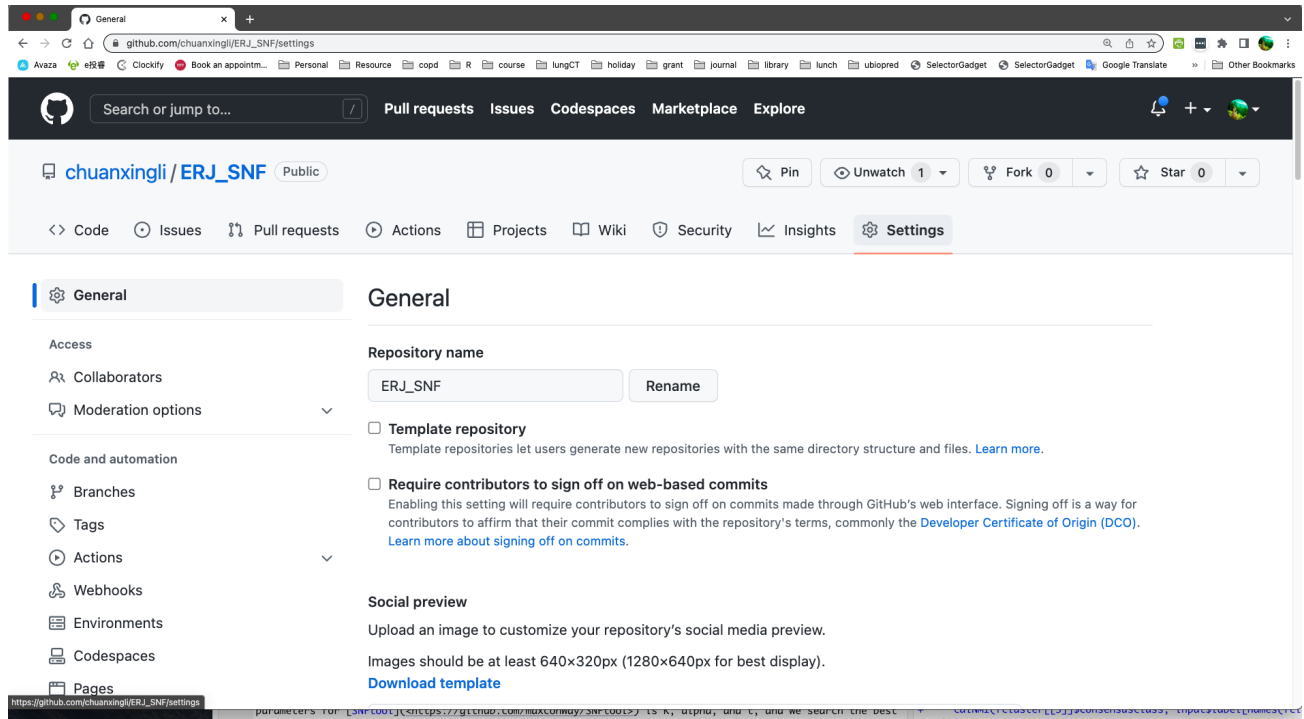 General × +
github.com/chuanxingli/ERJ_SNF/settings
Avaza e投睿 Clockify Book an appointm... Personal Resource copd R course lungCT holiday grant journal library lunch ubiopred SelectorGadget SelectorGadget Google Translate » Other Bookmarks
Search or jump to... / Pull requests Issues Codespaces Marketplace Explore
chuanxingli / ERJ_SNF Public Pin Unwatch 1 Fork 0 Star 0
Code Issues Pull requests Actions Projects Wiki Security Insights Settings
General
General
Access
Repository name
Collaborators
ERJ_SNF Rename
Moderation options
Template repository
Template repositories let users generate new repositories with the same directory structure and files. Learn more.
Code and automation
Require contributors to sign off on web-based commits
Branches
Enabling this setting will require contributors to sign off on commits made through GitHub's web interface. Signing off is a way for
contributors to affirm that their commit complies with the repository's terms, commonly the Developer Certificate of Origin (DCO).
Tags
Learn more about signing off on commits.
Actions
Webhooks
Social preview
Environments
Upload an image to customize your repository's social media preview.
Codespaces
Images should be at least 640×320px (1280×640px for best display).
Pages
Download template
https://github.com/chuanxingli/ERJ_SNF/settings